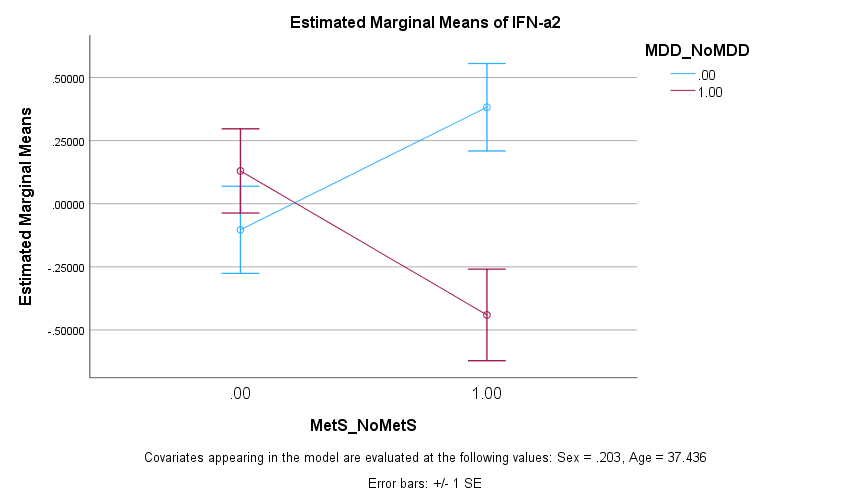 Estimated Marginal Means of IFN-a2
MDD_NoMDD
.00
1.00
Estimated Marginal Means
.50000
.25000
.00000
-.25000
-.50000
.00
1.00
MetS_NoMetS
Covariates appearing in the model are evaluated at the following values: Sex = .203, Age = 37.436
Error bars: +/- 1 SE